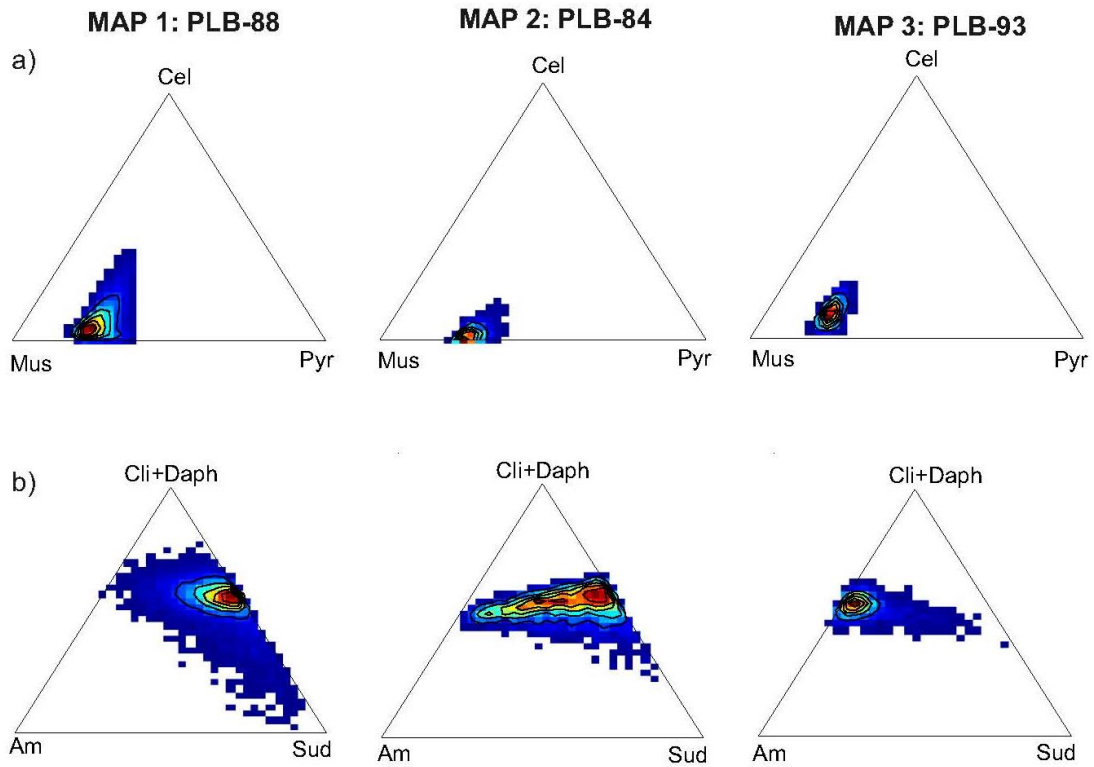 MAP 1: PLB-88 MAP 2: PLB-84 MAP 3: PLB-93
a)
Cel Cel Cel
Mus Pyr Mus Pyr Mus Pyr
b)
Cli+Daph Cli+Daph Cli+Daph
Am Sud Am Sud Am Sud